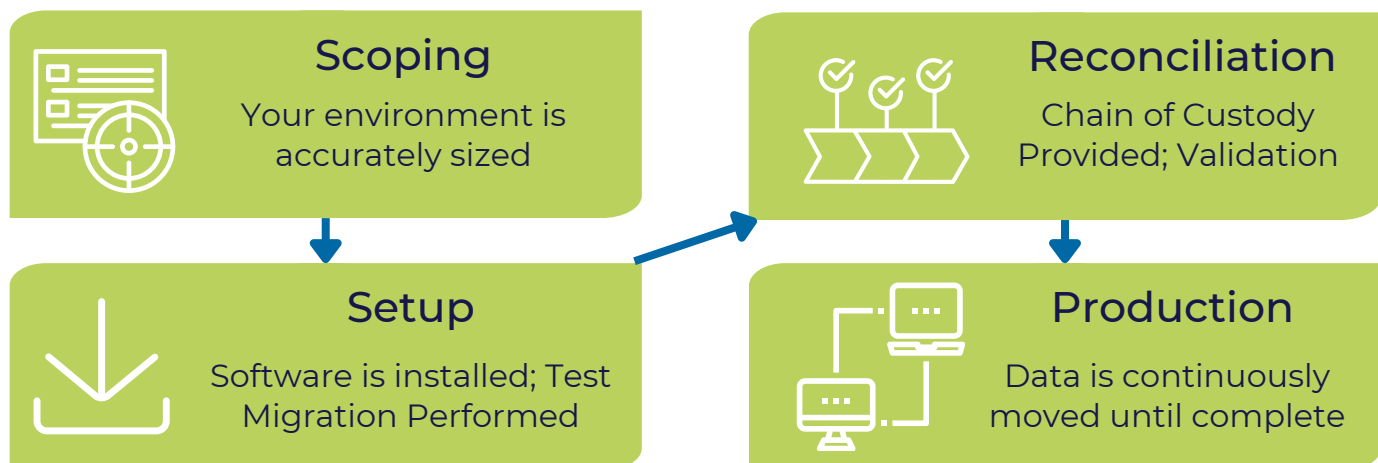 Scoping
Your environment is
accurately sized
Setup
Software is installed; Test
Migration Performed
Reconciliation
Chain of Custody
Provided; Validation
Production
Data is continuously
moved until complete